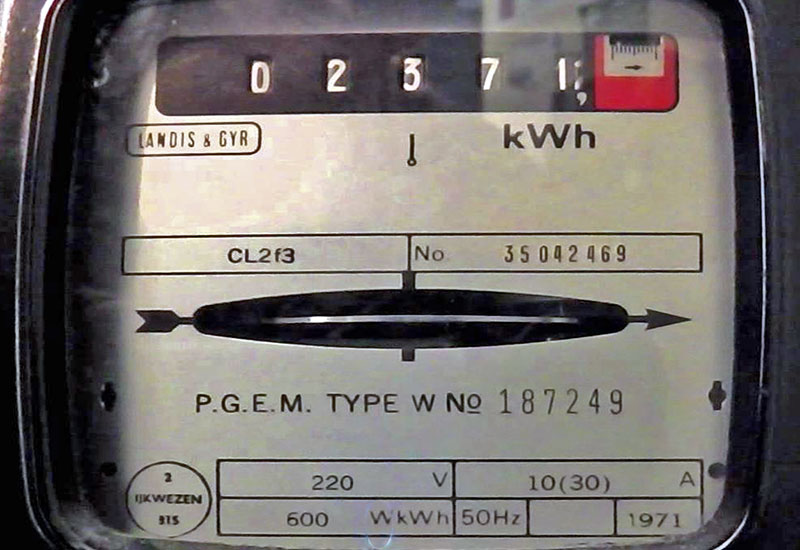 0 2 3 7 1,
LANDIS & GYR
kWh
CL2f3 No. 35042469
P.G.E.M. TYPE W No 187249
2
IJKWEZEN
315
220 V 10(30) A
600 WkWh 50Hz 1971